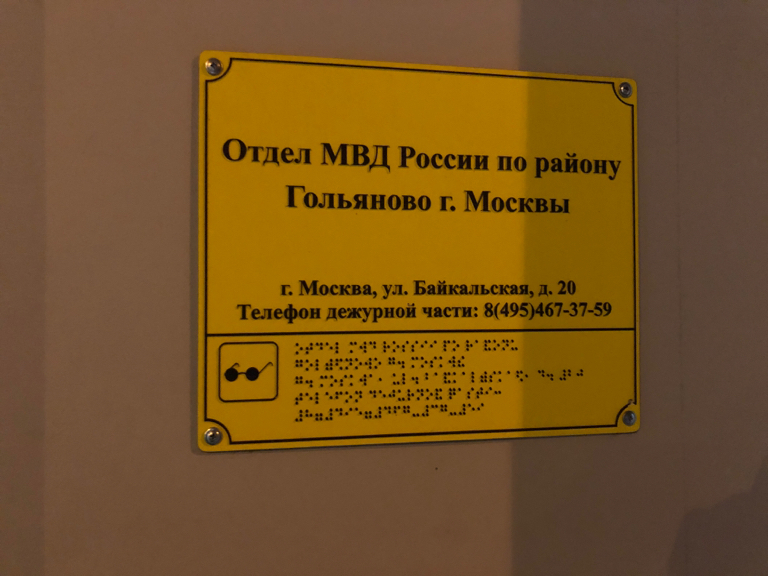 Отдел МВД России по району
Гольяново г. Москвы
г. Москва, ул. Байкальская, д. 20
Телефон дежурной части: 8(495)467-37-59